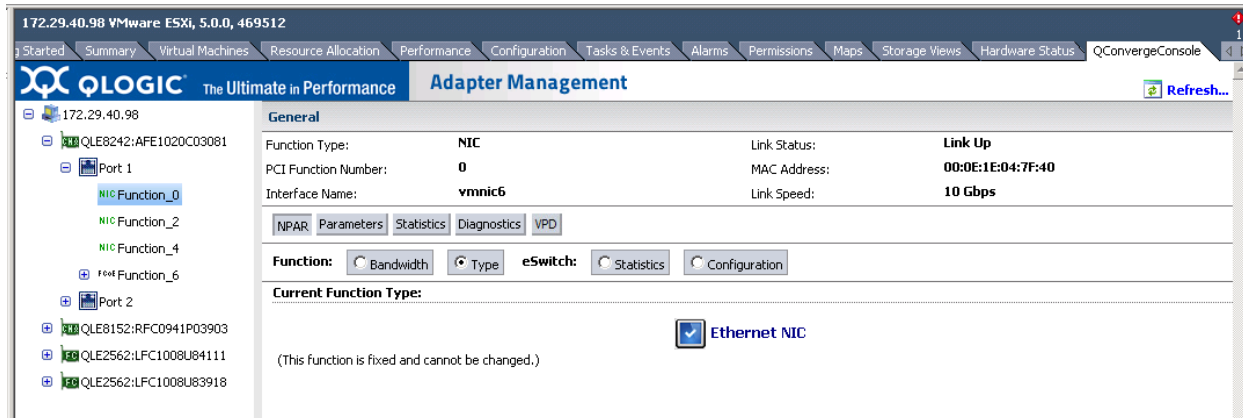 172.29.40.98 VMware ESXi, 5.0.0, 469512
g Started Summary Virtual Machines Resource Allocation Performance Configuration Tasks & Events Alarms Permissions Maps Storage Views Hardware Status QConvergeConsole
QLOGIC The Ultimate in Performance Adapter Management Refresh...
172.29.40.98
QLE8242:AFE1020C03081
Port 1
NIC Function_0
NIC Function_2
NIC Function_4
FCoE Function_6
Port 2
QLE8152:RFC0941P03903
QLE2562:LFC1008U84111
QLE2562:LFC1008U83918
General
Function Type: NIC Link Status: Link Up
PCI Function Number: 0 MAC Address: 00:0E:1E:04:7F:40
Interface Name: vmnic6 Link Speed: 10 Gbps
NPAR Parameters Statistics Diagnostics VPD
Function: Bandwidth Type eSwitch: Statistics Configuration
Current Function Type:
Ethernet NIC
(This function is fixed and cannot be changed.)